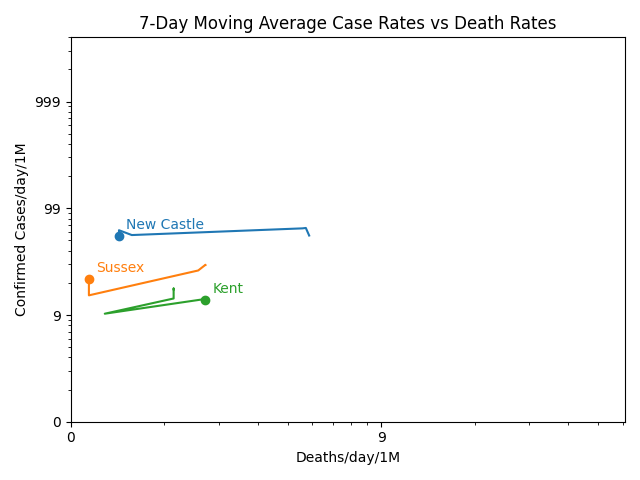 7-Day Moving Average Case Rates vs Death Rates
Confirmed Cases/day/1M
999
99
9
0
New Castle
Sussex
Kent
0 9
Deaths/day/1M